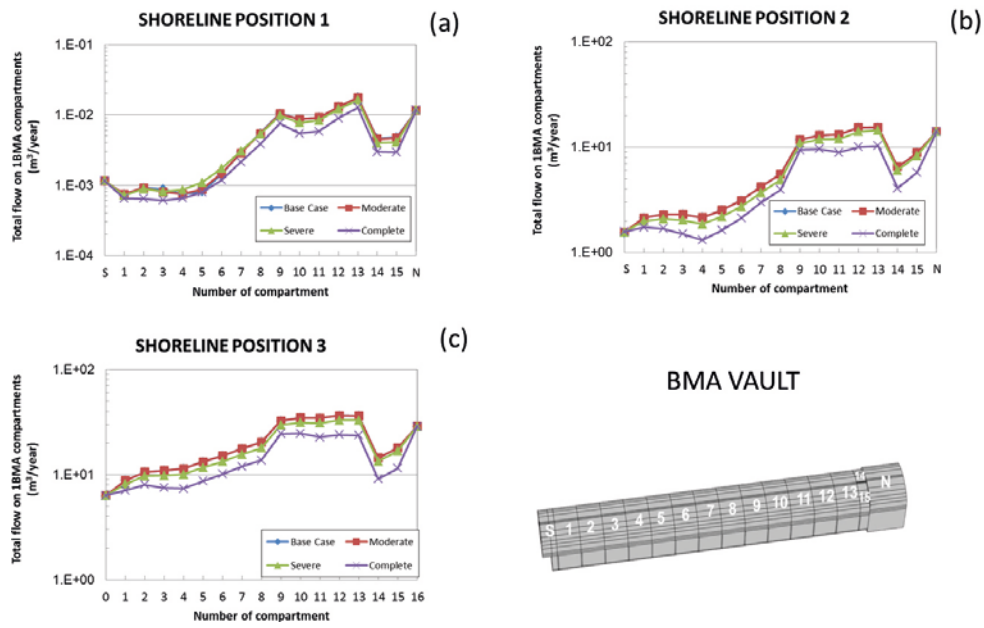 SHORELINE POSITION 1
(a)
Total flow on 1BMA compartments
(m³/year)
1.E-01
1.E-02
1.E-03
1.E-04
Base Case Moderate
Severe Complete
S 1 2 3 4 5 6 7 8 9 10 11 12 13 14 15 N
Number of compartment
SHORELINE POSITION 2
(b)
Total flow on 1BMA compartments
(m³/year)
1.E+02
1.E+01
1.E+00
Base Case Moderate
Severe Complete
S 1 2 3 4 5 6 7 8 9 10 11 12 13 14 15 N
Number of compartment
SHORELINE POSITION 3
(c)
Total flow on 1BMA compartments
(m³/year)
1.E+02
1.E+01
1.E+00
Base Case Moderate
Severe Complete
0 1 2 3 4 5 6 7 8 9 10 11 12 13 14 15 16
Number of compartment
BMA VAULT
S 1 2 3 4 5 6 7 8 9 10 11 12 13 14 15 N